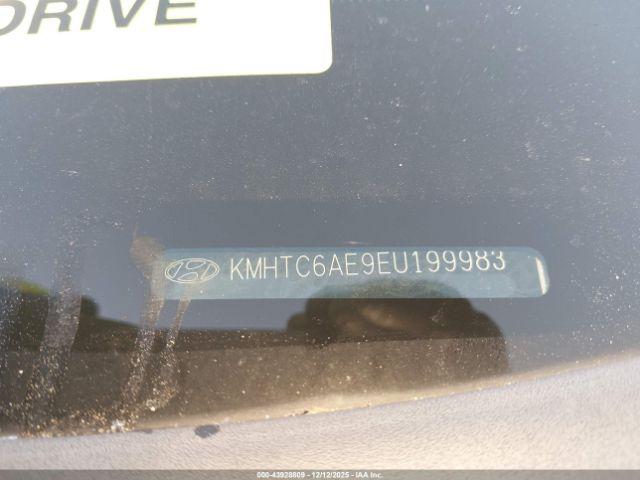 DRIVE
KMHTC6AE9EU199983
000-43928809 | 12/12/2025 | IAA Inc.